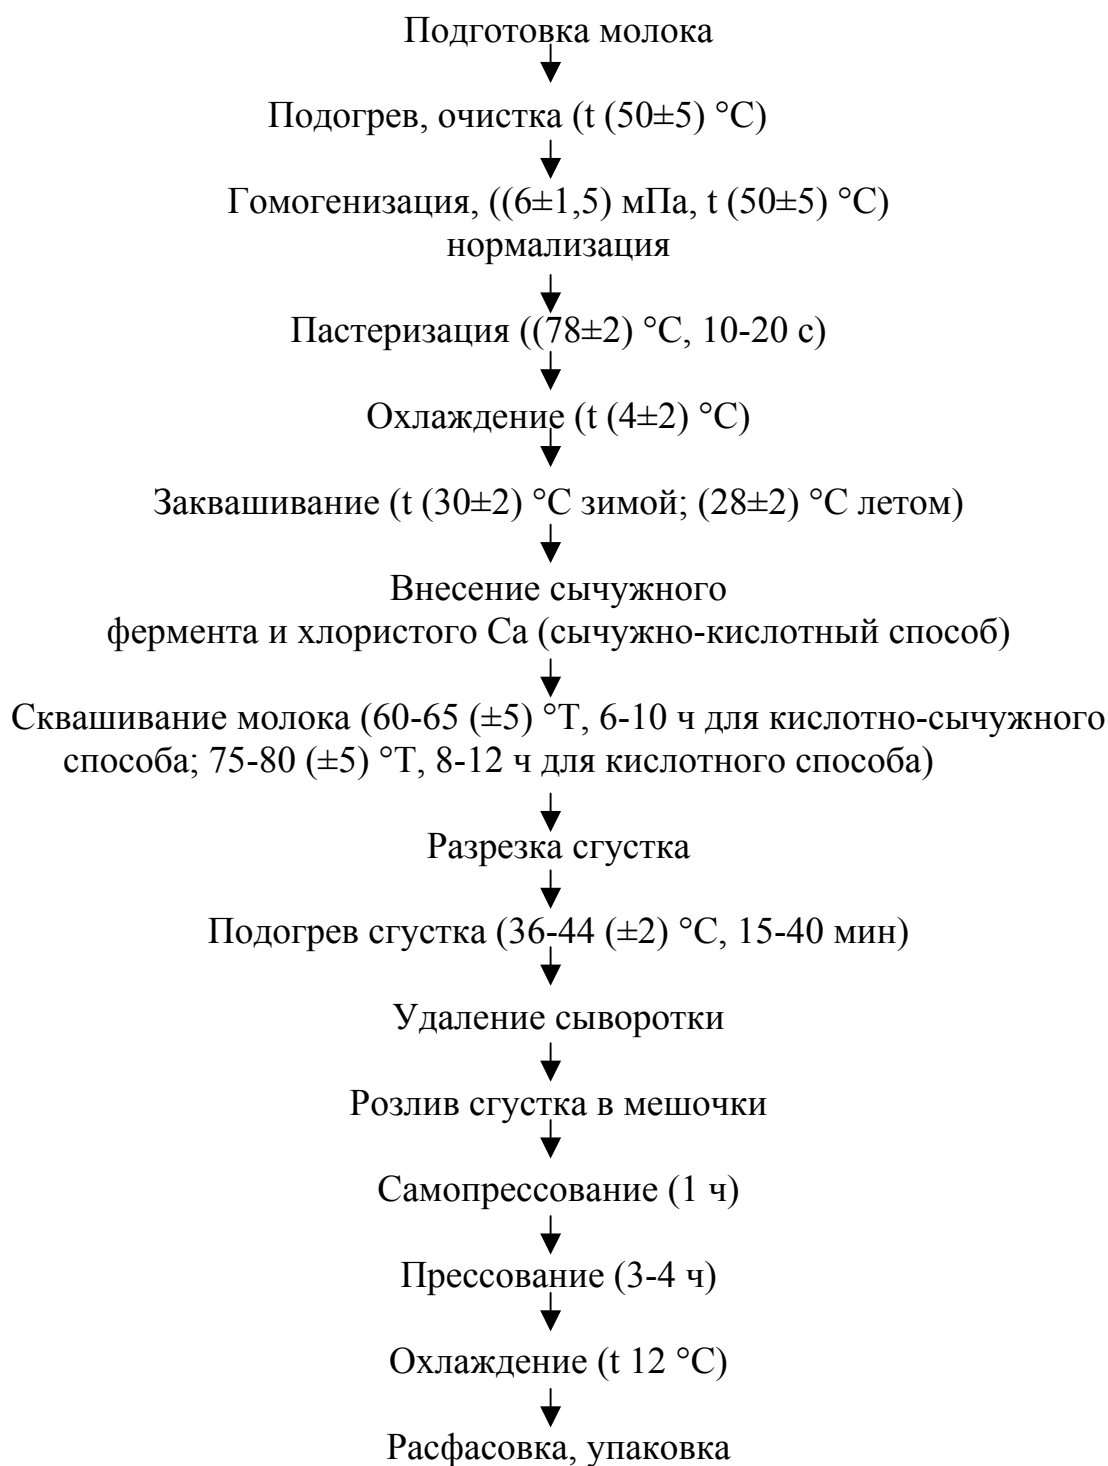 Подготовка молока
Подогрев, очистка (t (50±5) °С)
Гомогенизация, ((6±1,5) мПа, t (50±5) °С)
нормализация
Пастеризация ((78±2) °С, 10-20 с)
Охлаждение (t (4±2) °С)
Заквашивание (t (30±2) °С зимой; (28±2) °С летом)
Внесение сычужного
фермента и хлористого Са (сычужно-кислотный способ)
Сквашивание молока (60-65 (±5) °Т, 6-10 ч для кислотно-сычужного
способа; 75-80 (±5) °Т, 8-12 ч для кислотного способа)
Разрезка сгустка
Подогрев сгустка (36-44 (±2) °С, 15-40 мин)
Удаление сыворотки
Розлив сгустка в мешочки
Самопрессование (1 ч)
Прессование (3-4 ч)
Охлаждение (t 12 °С)
Расфасовка, упаковка